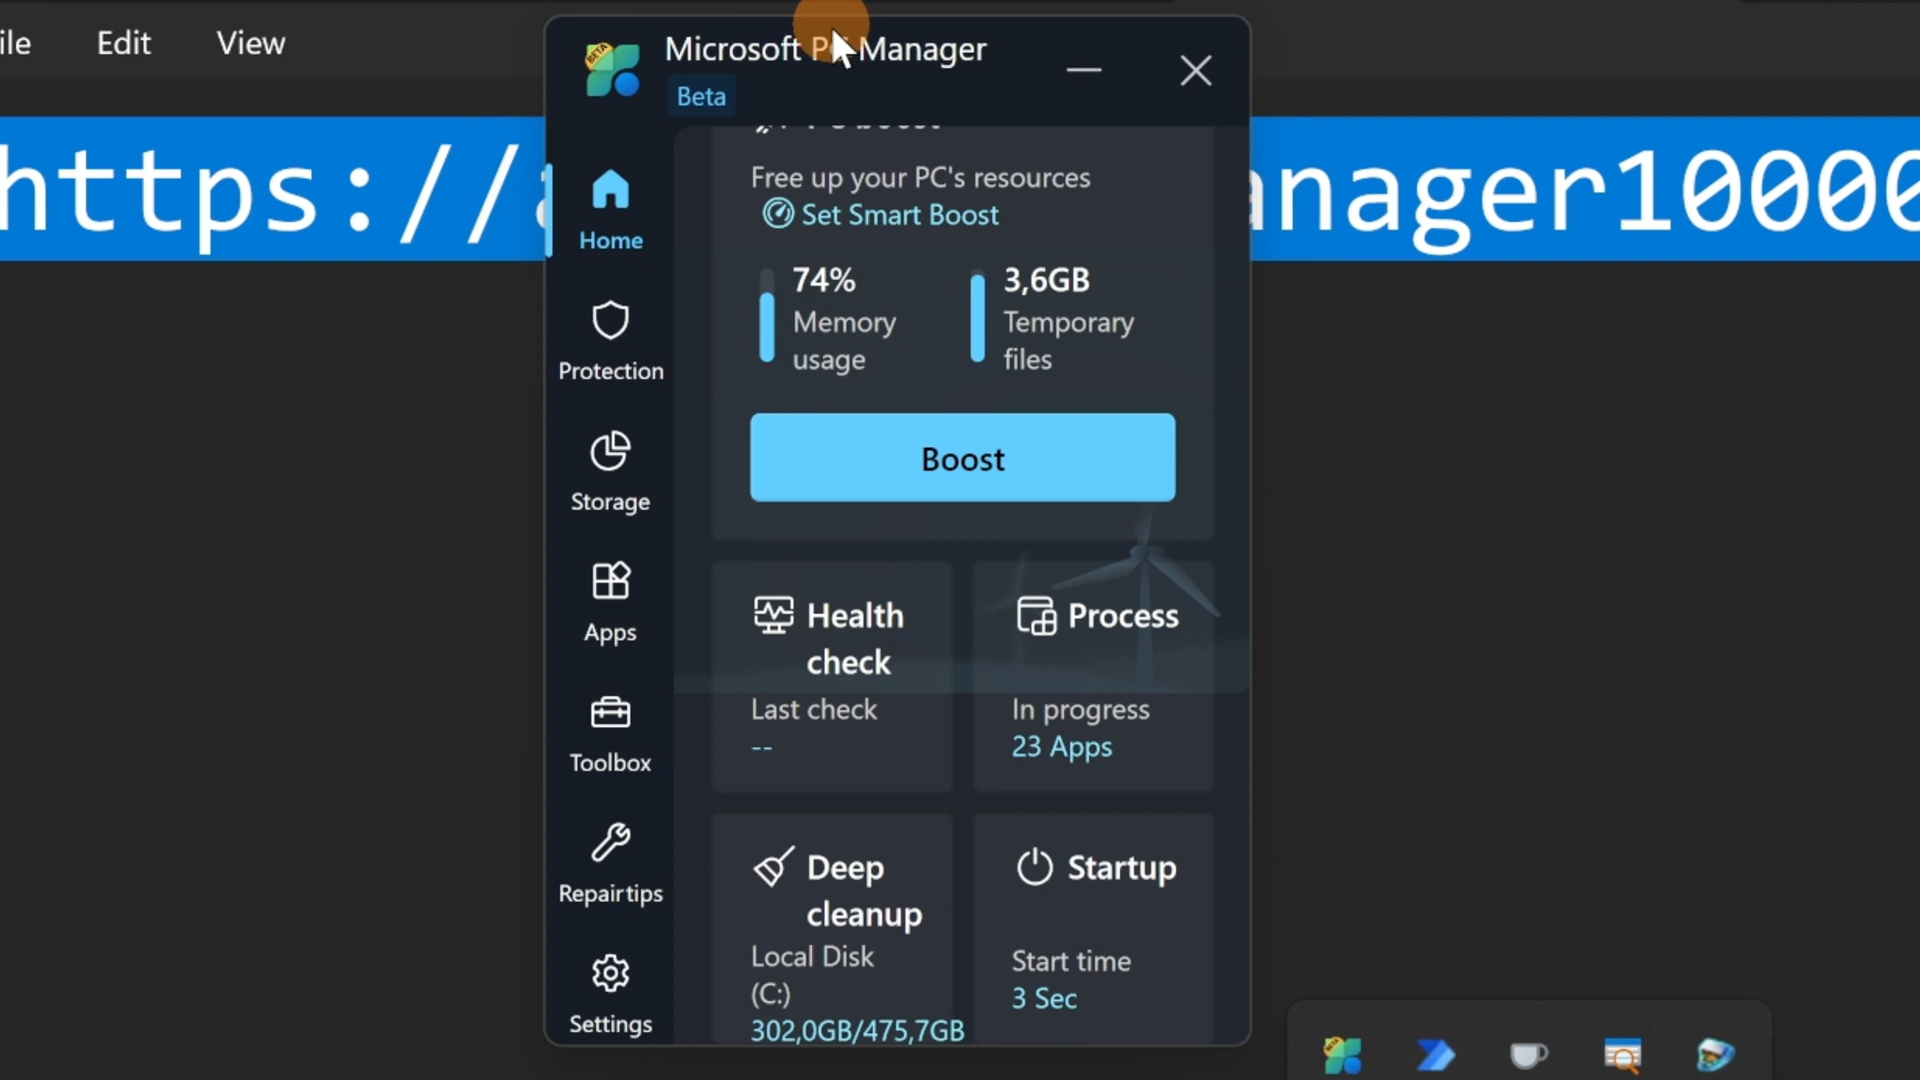 ile Edit View
Microsoft PC Manager
Beta
https://
anager10000
Free up your PC's resources
Set Smart Boost
Home
74%
Memory
usage
3,6GB
Temporary
files
Protection
Boost
Storage
Apps
Health
check
Last check
--
Process
In progress
23 Apps
Toolbox
Repairtips
Deep
cleanup
Local Disk
(C:)
302,0GB/475,7GB
Startup
Start time
3 Sec
Settings